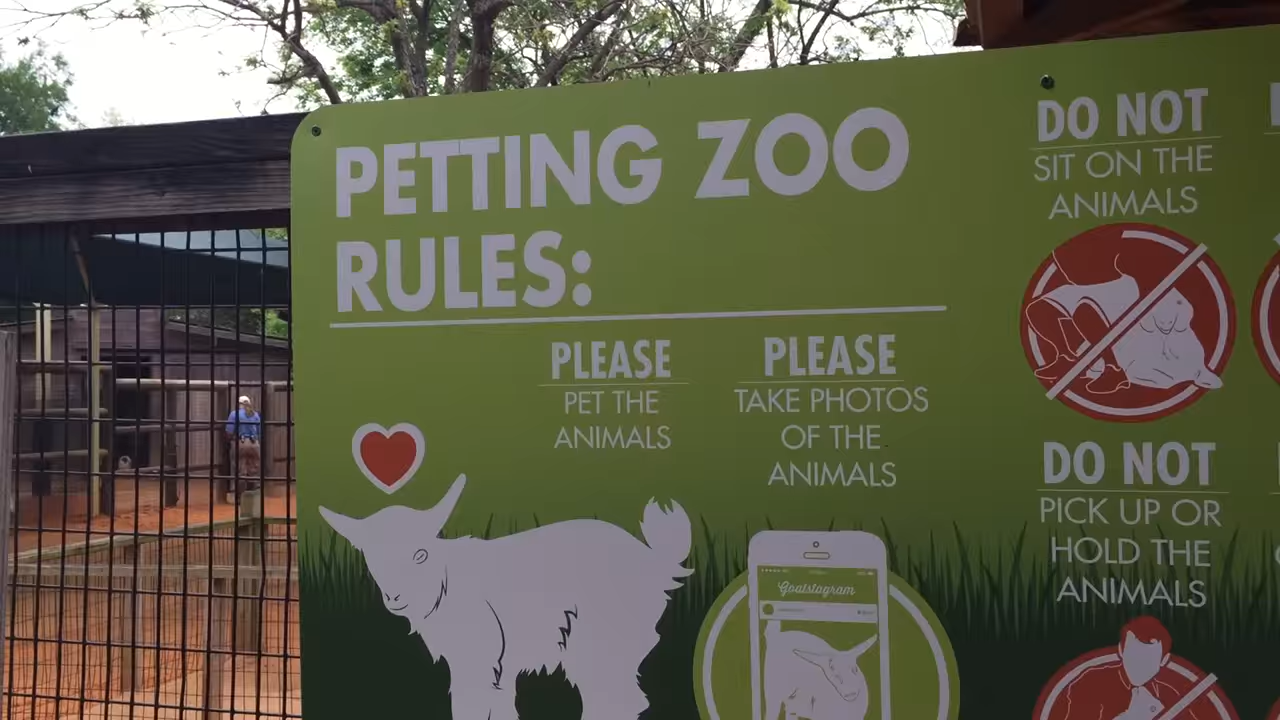 PETTING ZOO
RULES:
PLEASE
PET THE
ANIMALS
PLEASE
TAKE PHOTOS
OF THE
ANIMALS
Goatstagram
DO NOT
SIT ON THE
ANIMALS
DO NOT
PICK UP OR
HOLD THE
ANIMALS